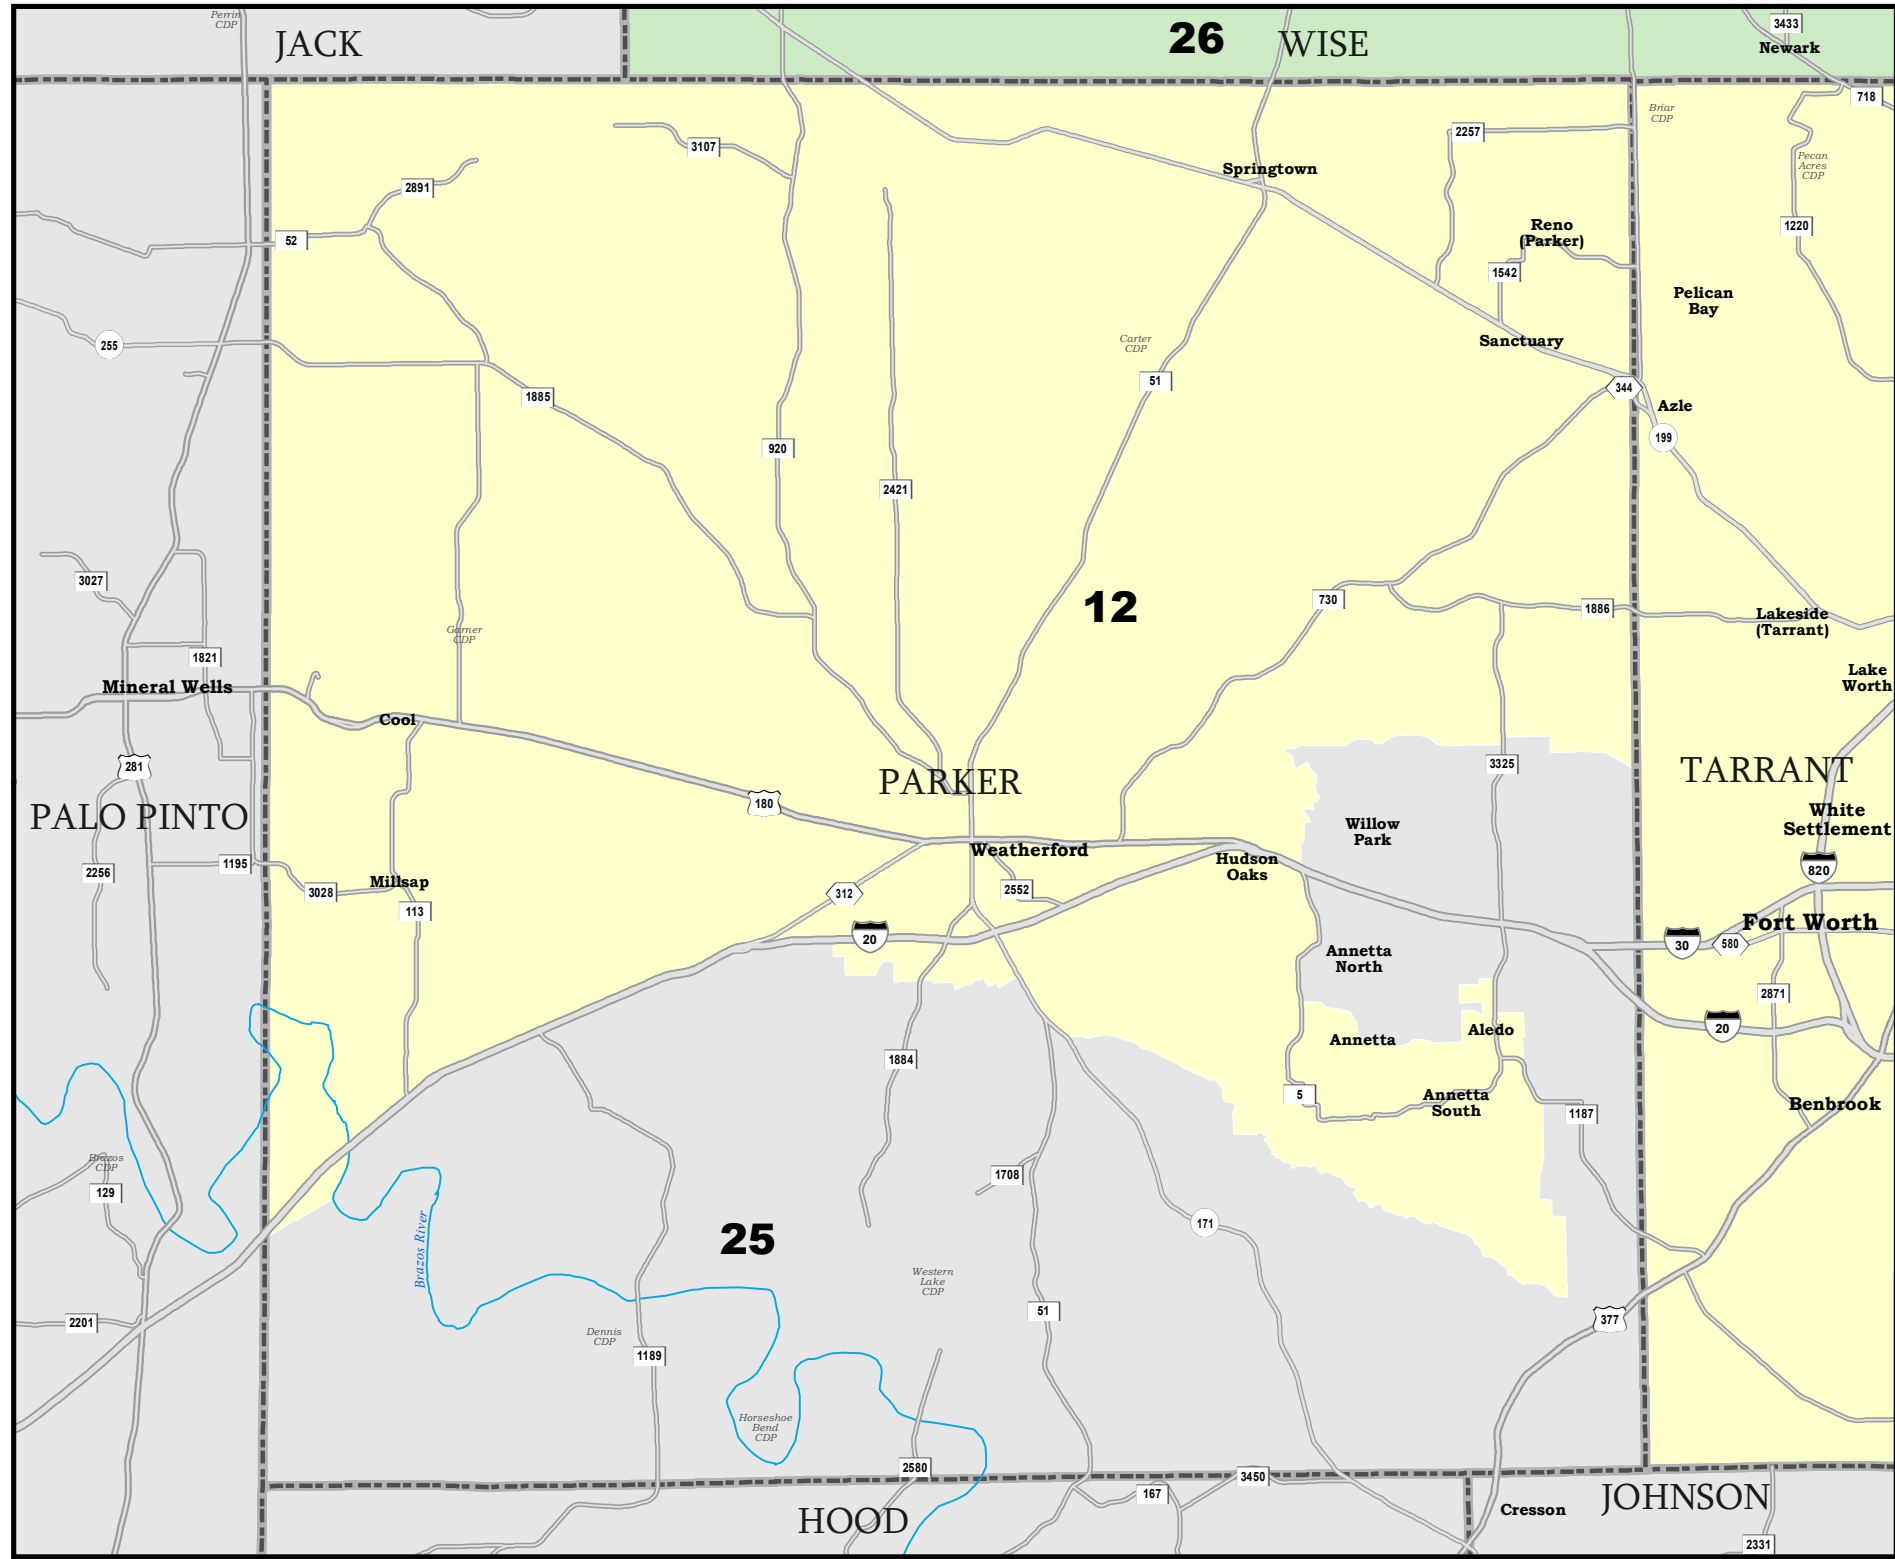 Perrin
CDP
JACK
26
WISE
3433
Newark
718
Briar
CDP
3107
2257
Pecan
Acres
CDP
Springtown
2891
52
Reno
(Parker)
1220
1542
Pelican
Bay
255
Carter
CDP
Sanctuary
51
344
1885
Azle
199
920
2421
3027
12
730
1886
Lakeside
(Tarrant)
Garner
CDP
1821
Mineral Wells
Lake
Worth
Cool
281
3325
TARRANT
PARKER
180
PALO PINTO
White
Settlement
Willow
Park
Weatherford
Hudson
Oaks
1195
2256
820
Millsap
3028
312
2552
113
Fort Worth
20
30
580
Annetta
North
2871
20
Annetta
Aledo
1884
5
Annetta
South
1187
Benbrook
Brazos
CDP
129
1708
171
25
Brazos River
Western
Lake
CDP
2201
51
377
Dennis
CDP
1189
Horseshoe
Bend
CDP
2580
3450
167
HOOD
Cresson
JOHNSON
2331